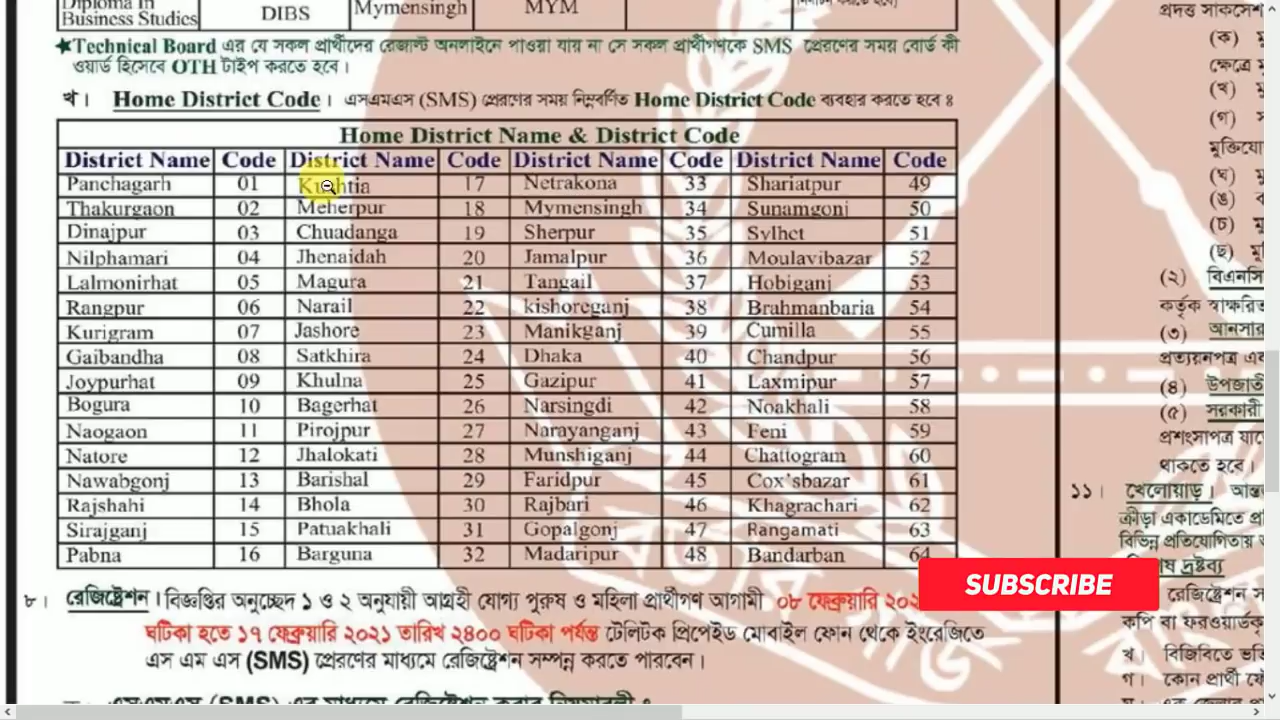 Diploma In
Business Studies DIBS Mymensingh MYM
★Technical Board এর যে সকল প্রার্থীদের রেজাল্ট অনলাইনে পাওয়া যায় না সে সকল প্রার্থীগণকে SMS প্রেরণের সময় বোর্ড কী
ওয়ার্ড হিসেবে OTH টাইপ করতে হবে।
খ। Home District Code। এসএমএস (SMS) প্রেরণের সময় নিম্নবর্ণিত Home District Code ব্যবহার করতে হবে ঃ
Home District Name & District Code
District Name Code District Name Code District Name Code District Name Code
Panchagarh 01 Kushtia 17 Netrakona 33 Shariatpur 49
Thakurgaon 02 Meherpur 18 Mymensingh 34 Sunamgonj 50
Dinajpur 03 Chuadanga 19 Sherpur 35 Sylhet 51
Nilphamari 04 Jhenaidah 20 Jamalpur 36 Moulavibazar 52
Lalmonirhat 05 Magura 21 Tangail 37 Hobiganj 53
Rangpur 06 Narail 22 kishoreganj 38 Brahmanbaria 54
Kurigram 07 Jashore 23 Manikganj 39 Cumilla 55
Gaibandha 08 Satkhira 24 Dhaka 40 Chandpur 56
Joypurhat 09 Khulna 25 Gazipur 41 Laxmipur 57
Bogura 10 Bagerhat 26 Narsingdi 42 Noakhali 58
Naogaon 11 Pirojpur 27 Narayanganj 43 Feni 59
Natore 12 Jhalokati 28 Munshiganj 44 Chattogram 60
Nawabgonj 13 Barishal 29 Faridpur 45 Cox'sbazar 61
Rajshahi 14 Bhola 30 Rajbari 46 Khagrachari 62
Sirajganj 15 Patuakhali 31 Gopalgonj 47 Rangamati 63
Pabna 16 Barguna 32 Madaripur 48 Bandarban 64
SUBSCRIBE
৮। রেজিষ্ট্রেশন। বিজ্ঞপ্তির অনুচ্ছেদ ১ ও ২ অনুযায়ী আগ্রহী যোগ্য পুরুষ ও মহিলা প্রার্থীগণ আগামী ০৮ ফেব্রুয়ারি
ঘটিকা হতে ১৭ ফেব্রুয়ারি ২০২১ তারিখ ২৪০০ ঘটিকা পর্যন্ত টেলিটক প্রিপেইড মোবাইল ফোন থেকে ইংরেজিতে
এস এম এস (SMS) প্রেরণের মাধ্যমে রেজিষ্ট্রেশন সম্পন্ন করতে পারবেন।
প্রদত্ত
(ক)
ক্ষেত্রে
(খ)
(গ)
(ঘ)
(ঙ)
(চ)
(ছ)
(২)
কর্তৃক
(৩) আনসার
(৪) উপজাতী
(৫) সরকারী
থাকতে হবে।
১১। খেলোয়াড়।
ক্রীড়া একাডেমিতে
বিভিন্ন প্রতিযোগিতায়
দ্রষ্টব্য
রেজিষ্ট্রেশন
কপি বা
খ। বিজিবিতে
গ। কোন প্রার্থী